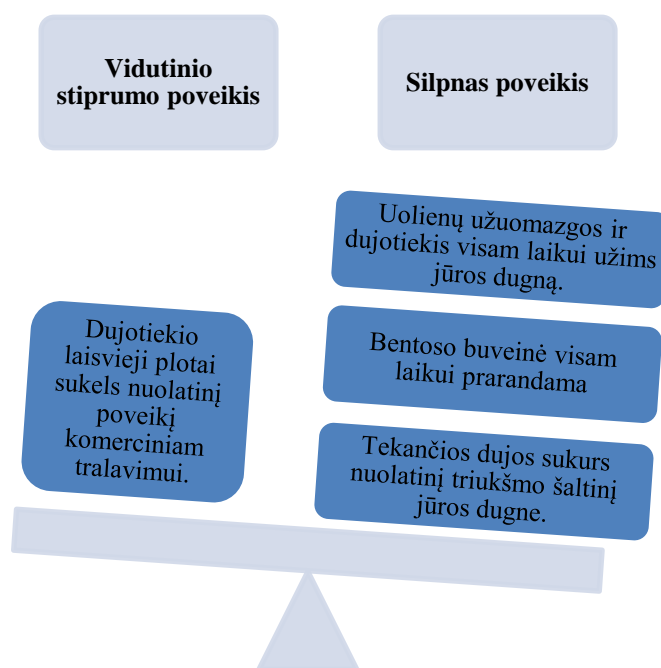 Vidutinio
stiprumo poveikis
Silpnas poveikis
Uolienų užuomazgos ir
dujotiekis visam laikui užims
jūros dugną.
Bentoso buveinė visam
laikui prarandama
Tekančios dujos sukurs
nuolatinį triukšmo šaltinį
jūros dugne.
Dujotiekio
laisvieji plotai
sukels nuolatinį
poveikį
komerciniam
tralavimui.